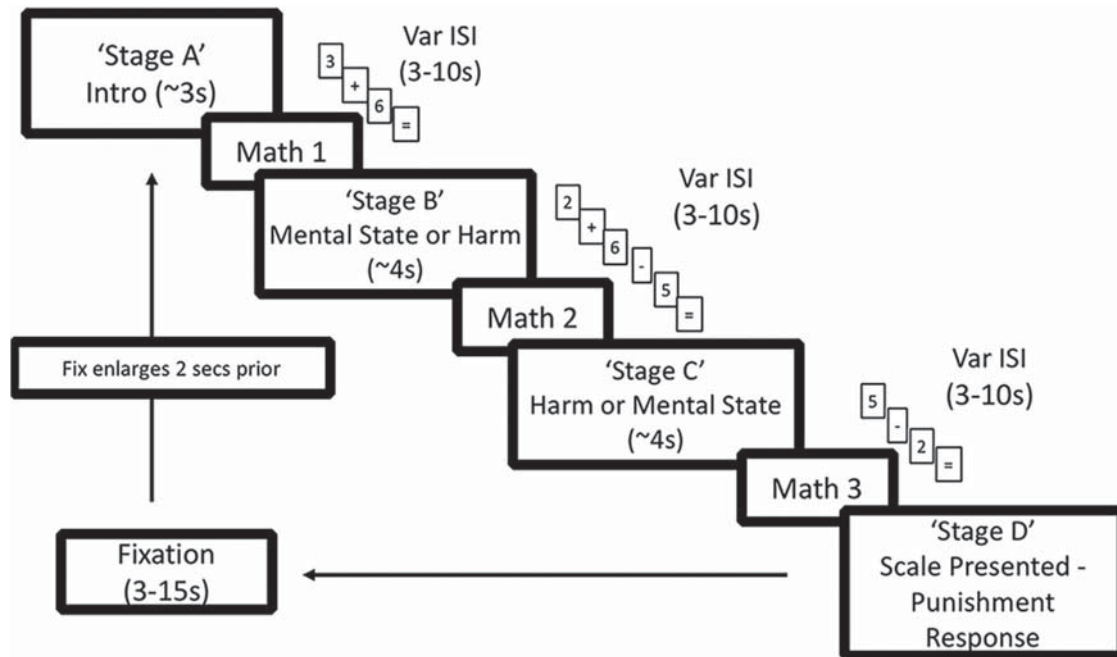 ‘Stage A’
Intro (~3s)
3
+
6
=
Var ISI
(3-10s)
Math 1
‘Stage B’
Mental State or Harm
(~4s)
2
+
6
-
5
=
Var ISI
(3-10s)
Math 2
‘Stage C’
Harm or Mental State
(~4s)
5
-
2
=
Var ISI
(3-10s)
Math 3
‘Stage D’
Scale Presented -
Punishment
Response
Fixation
(3-15s)
Fix enlarges 2 secs prior